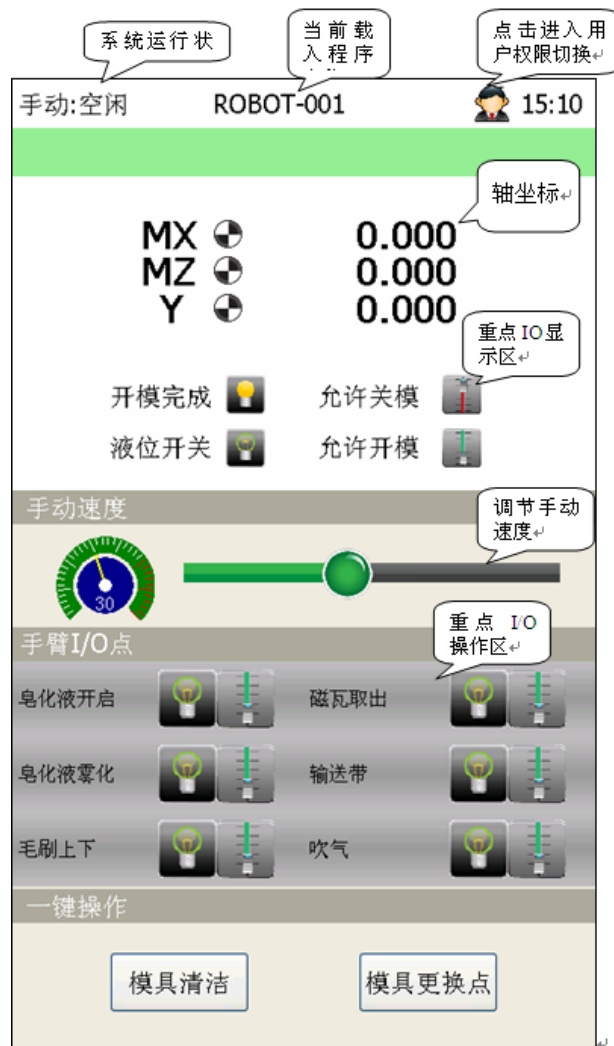 系统运行状
当前载
入程序
点击进入用
户权限切换
手动:空闲 ROBOT-001 15:10
轴坐标
MX 0.000
MZ 0.000
Y 0.000
重点IO显
示区
开模完成 允许关模
液位开关 允许开模
手动速度
调节手动
速度
30
重点 I/O
操作区
手臂I/O点
皂化液开启 磁瓦取出
皂化液雾化 输送带
毛刷上下 吹气
一键操作
模具清洁 模具更换点